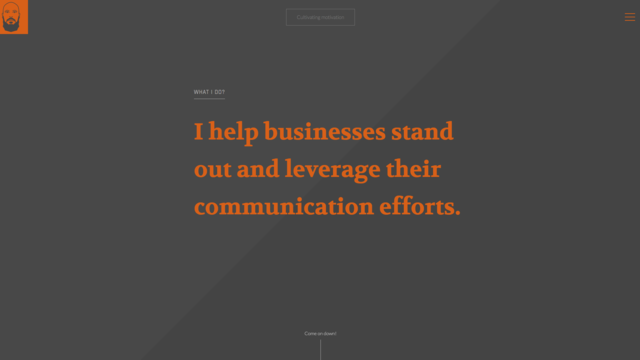 Cultivating Innovation
WHAT I DO?
I help businesses stand
out and leverage their
communication efforts.
Come on down!